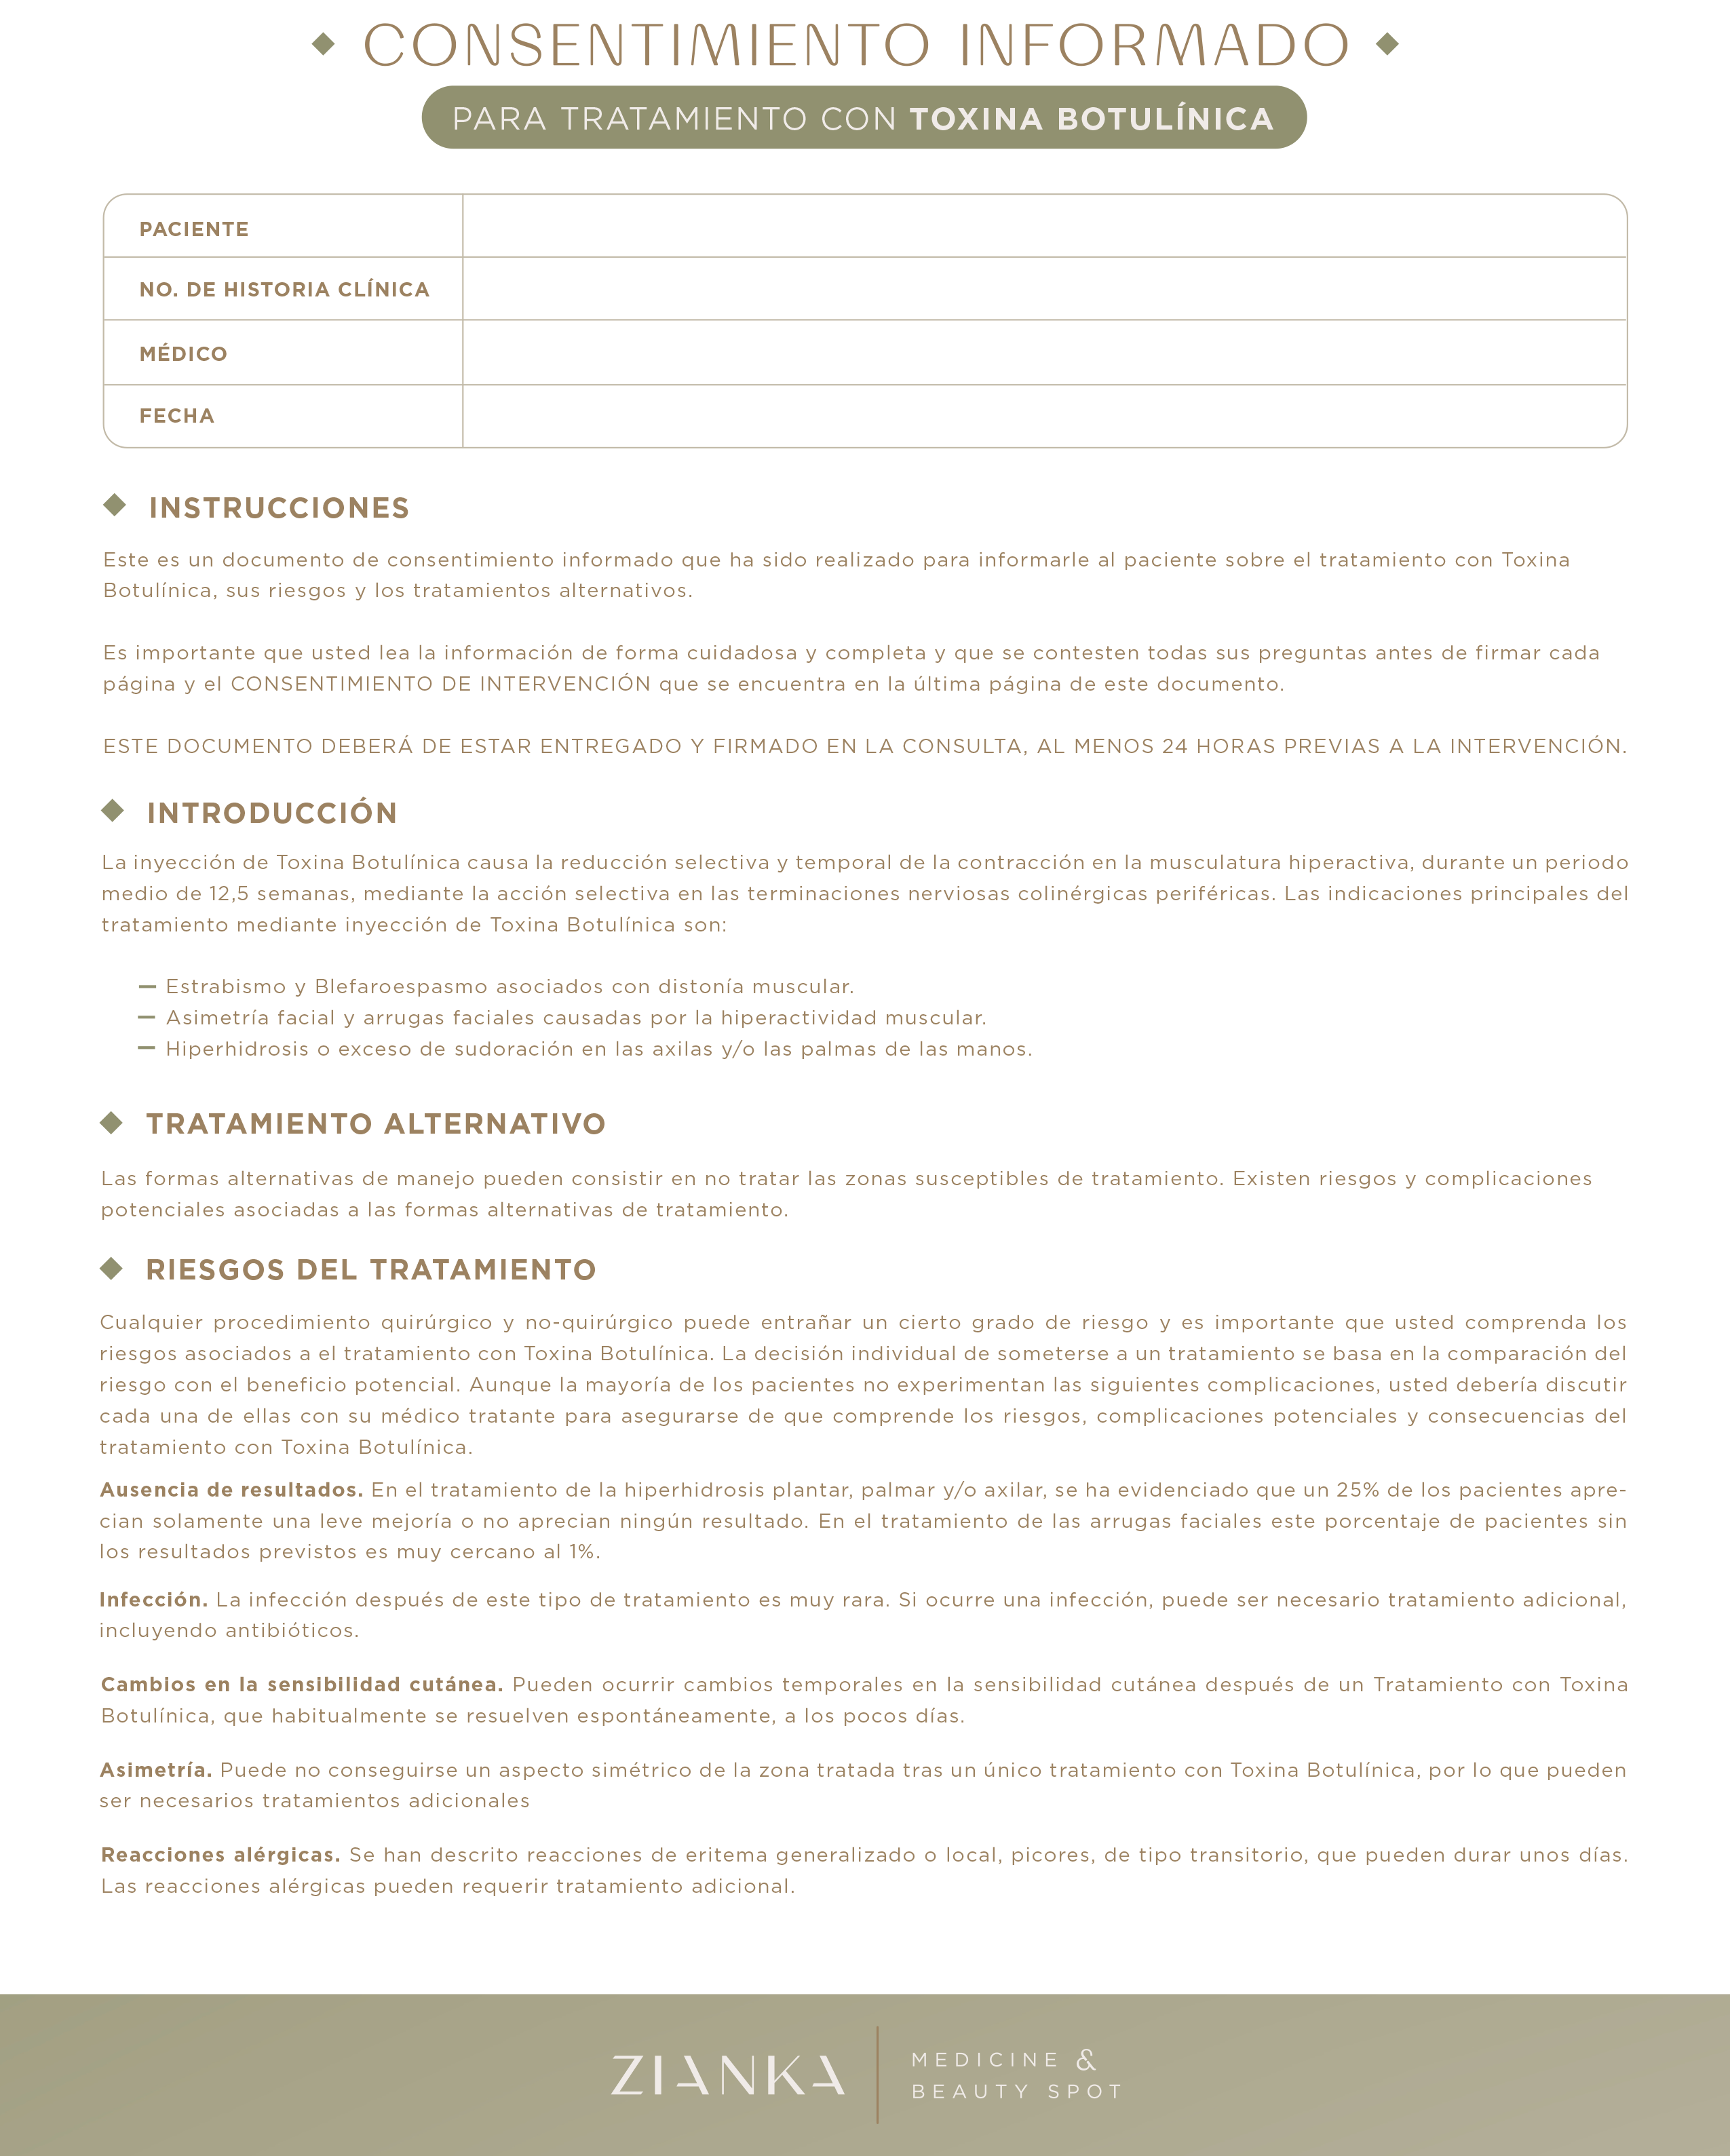 CONSENTIMIENTO INFORMADO
PARA TRATAMIENTO CON TOXINA BOTULÍNICA
PACIENTE
NO. DE HISTORIA CLÍNICA
MÉDICO
FECHA
INSTRUCCIONES
Este es un documento de consentimiento informado que ha sido realizado para informarle al paciente sobre el tratamiento con Toxina
Botulínica, sus riesgos y los tratamientos alternativos.
Es importante que usted lea la información de forma cuidadosa y completa y que se contesten todas sus preguntas antes de firmar cada
página y el CONSENTIMIENTO DE INTERVENCIÓN que se encuentra en la última página de este documento.
ESTE DOCUMENTO DEBERÁ DE ESTAR ENTREGADO Y FIRMADO EN LA CONSULTA, AL MENOS 24 HORAS PREVIAS A LA INTERVENCIÓN.
INTRODUCCIÓN
La inyección de Toxina Botulínica causa la reducción selectiva y temporal de la contracción en la musculatura hiperactiva, durante un periodo
medio de 12,5 semanas, mediante la acción selectiva en las terminaciones nerviosas colinérgicas periféricas. Las indicaciones principales del
tratamiento mediante inyección de Toxina Botulínica son:
— Estrabismo y Blefaroespasmo asociados con distonía muscular.
— Asimetría facial y arrugas faciales causadas por la hiperactividad muscular.
— Hiperhidrosis o exceso de sudoración en las axilas y/o las palmas de las manos.
TRATAMIENTO ALTERNATIVO
Las formas alternativas de manejo pueden consistir en no tratar las zonas susceptibles de tratamiento. Existen riesgos y complicaciones
potenciales asociadas a las formas alternativas de tratamiento.
RIESGOS DEL TRATAMIENTO
Cualquier procedimiento quirúrgico y no-quirúrgico puede entrañar un cierto grado de riesgo y es importante que usted comprenda los
riesgos asociados a el tratamiento con Toxina Botulínica. La decisión individual de someterse a un tratamiento se basa en la comparación del
riesgo con el beneficio potencial. Aunque la mayoría de los pacientes no experimentan las siguientes complicaciones, usted debería discutir
cada una de ellas con su médico tratante para asegurarse de que comprende los riesgos, complicaciones potenciales y consecuencias del
tratamiento con Toxina Botulínica.
Ausencia de resultados. En el tratamiento de la hiperhidrosis plantar, palmar y/o axilar, se ha evidenciado que un 25% de los pacientes apre-
cian solamente una leve mejoría o no aprecian ningún resultado. En el tratamiento de las arrugas faciales este porcentaje de pacientes sin
los resultados previstos es muy cercano al 1%.
Infección. La infección después de este tipo de tratamiento es muy rara. Si ocurre una infección, puede ser necesario tratamiento adicional,
incluyendo antibióticos.
Cambios en la sensibilidad cutánea. Pueden ocurrir cambios temporales en la sensibilidad cutánea después de un Tratamiento con Toxina
Botulínica, que habitualmente se resuelven espontáneamente, a los pocos días.
Asimetría. Puede no conseguirse un aspecto simétrico de la zona tratada tras un único tratamiento con Toxina Botulínica, por lo que pueden
ser necesarios tratamientos adicionales
Reacciones alérgicas. Se han descrito reacciones de eritema generalizado o local, picores, de tipo transitorio, que pueden durar unos días.
Las reacciones alérgicas pueden requerir tratamiento adicional.
ZIANKA
MEDICINE &
BEAUTY SPOT